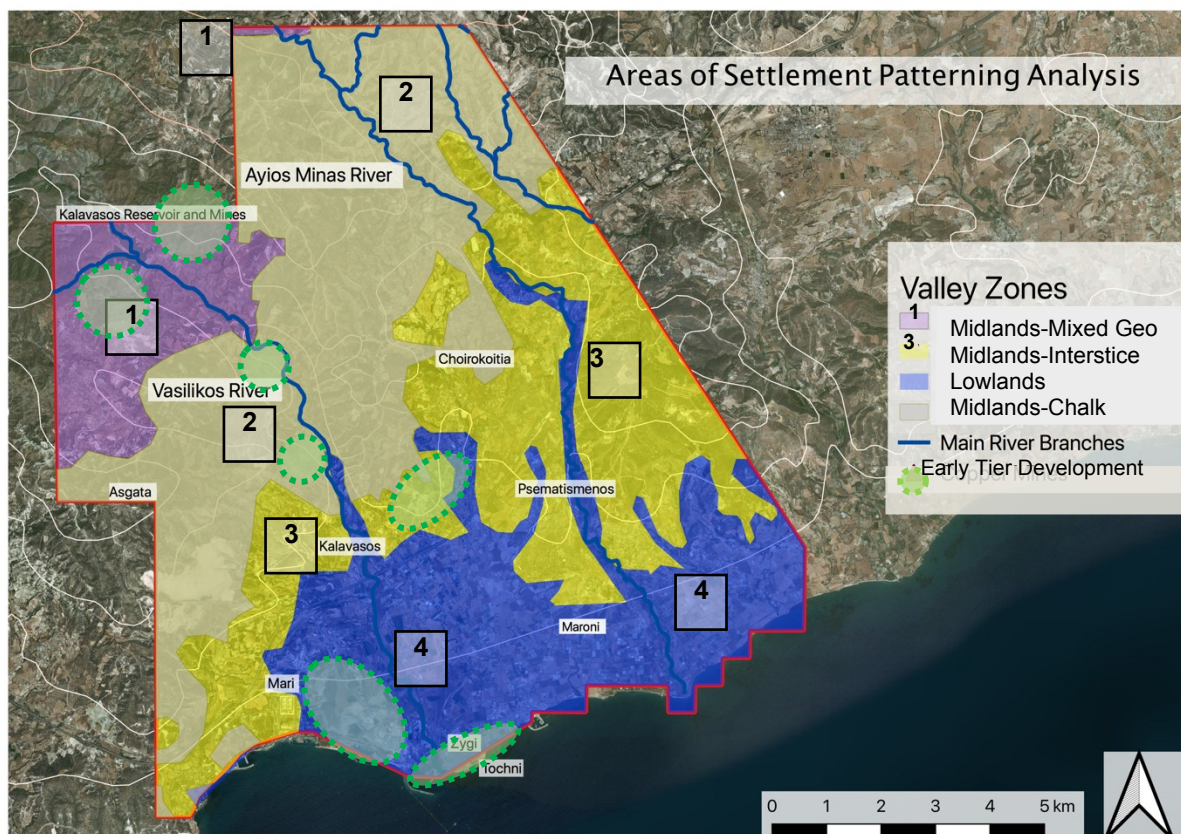 1
Areas of Settlement Patterning Analysis
2
Ayios Minas River
Kalavasos Reservoir and Mines
Valley Zones
1
Midlands-Mixed Geo
1
3
Midlands-Interstice
Choirokoitia
3
Lowlands
Vasilikos River
Midlands-Chalk
2
Main River Branches
Early Tier Development
Copper Mines
Asgata
Psematismenos
3
Kalavasos
4
Maroni
4
Mari
Zygi
Tochni
0 1 2 3 4 5 km